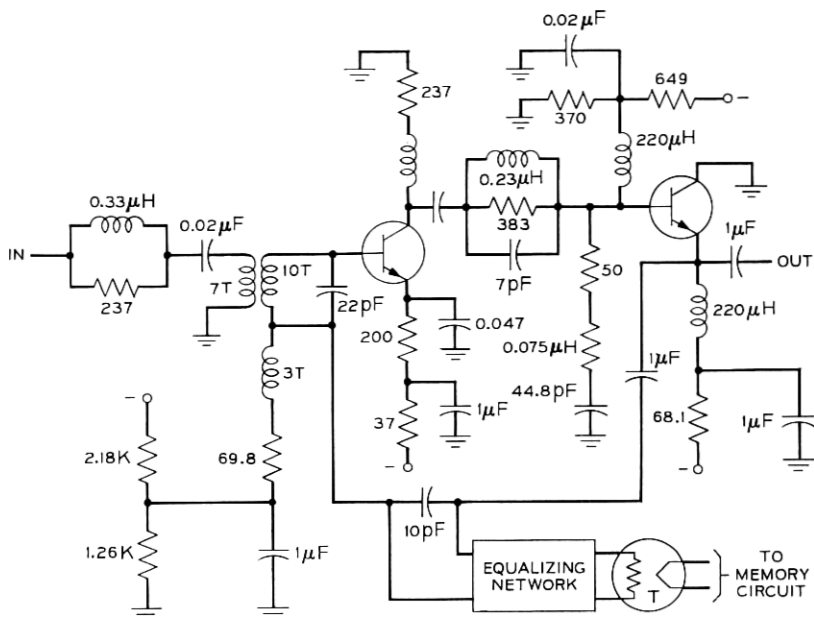 0.02μF
237
649
370
220μH
0.33μH
0.23μH
0.02μF
383
1μF
IN
OUT
7T
10T
50
237
22pF
7pF
220μH
0.047
200
0.075μH
3T
1μF
44.8pF
37
1μF
68.1
1μF
2.18K
69.8
10pF
1.26K
1μF
EQUALIZING
NETWORK
T
TO
MEMORY
CIRCUIT